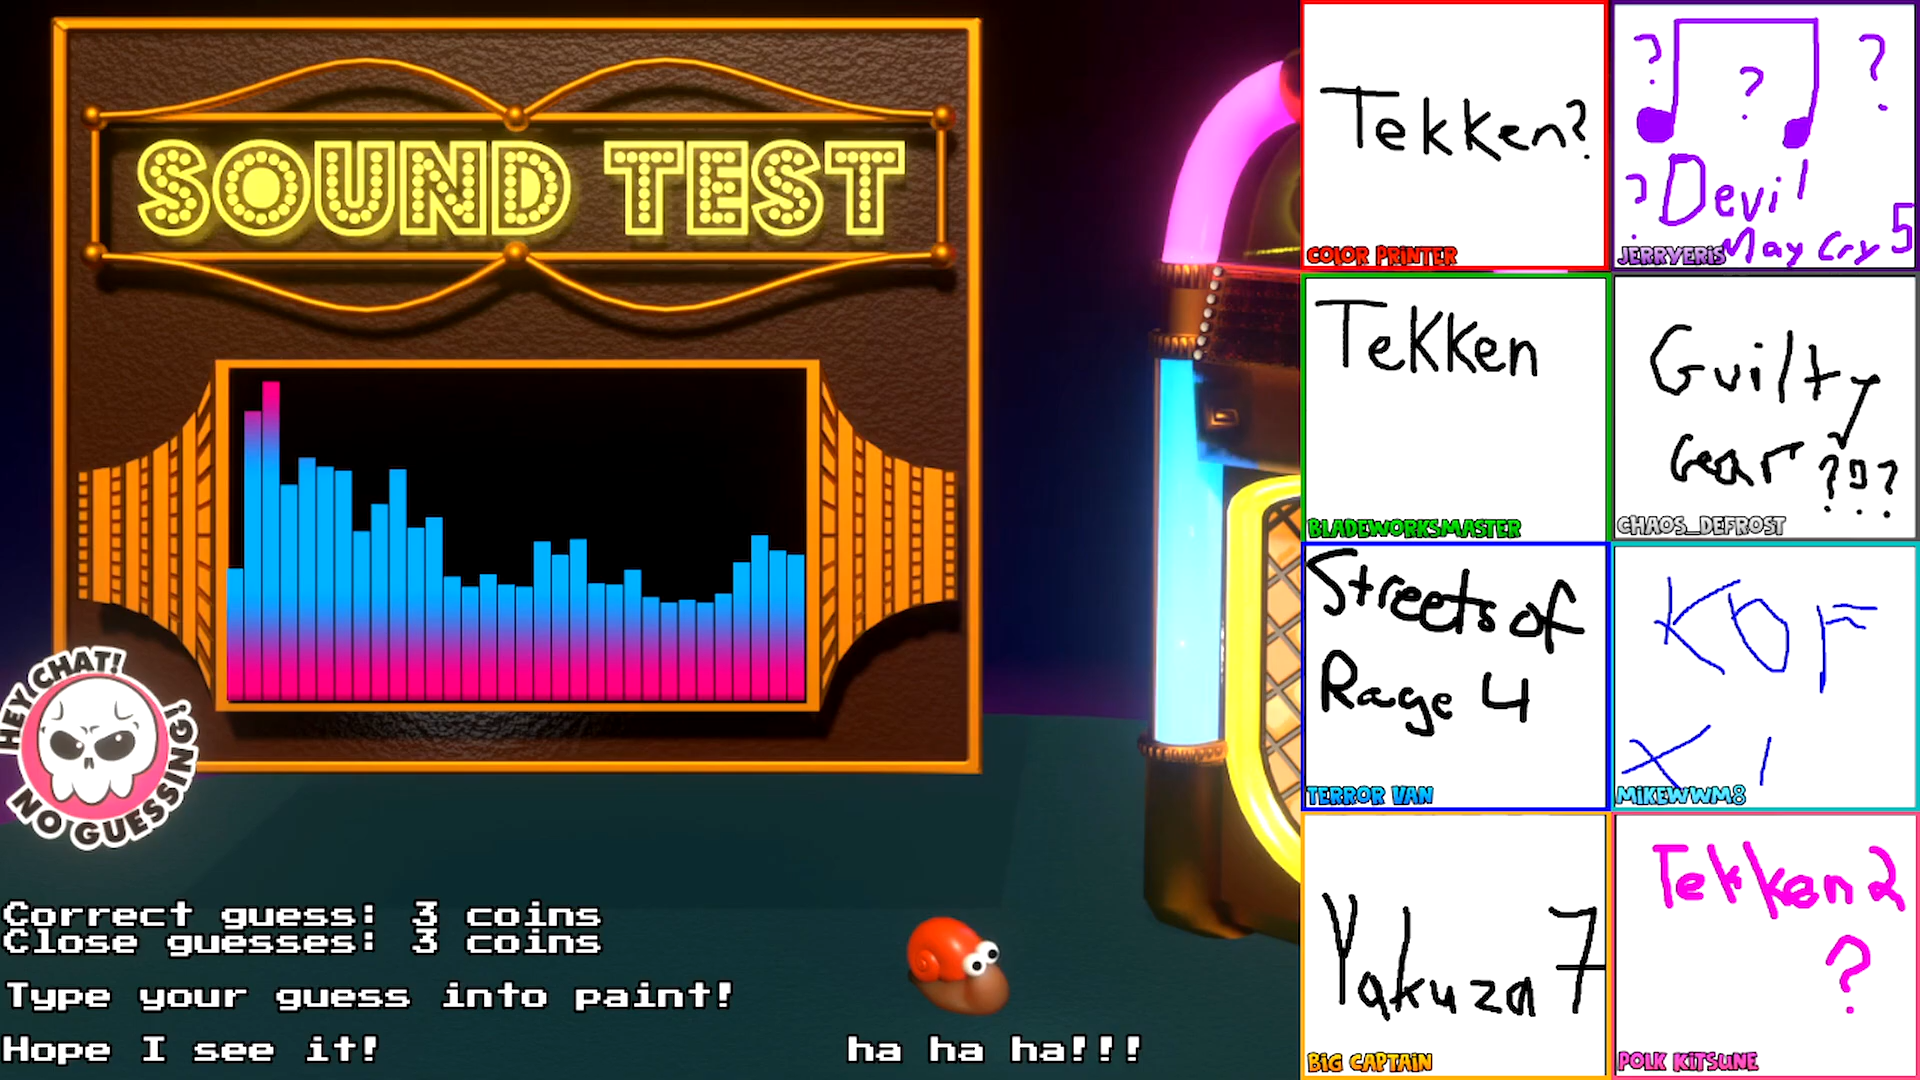 SOUND TEST
HEY CHAT!
NO GUESSING!
Correct guess: 3 coins
Close guesses: 3 coins
Type your guess into paint!
Hope I see it!
ha ha ha!!!
Tekken?
COLOR PRINTER
? ? ?
? Devil
May Cry 5
JERRYERIS
Tekken
BLADEWORKSMASTER
Guilty
Gear ???
CHAOS_DEFROST
Streets of
Rage 4
TERROR VAN
KOF
XI
MIKEWWM8
Yakuza 7
BIG CAPTAIN
Tekken 2
?
POLK KITSUNE